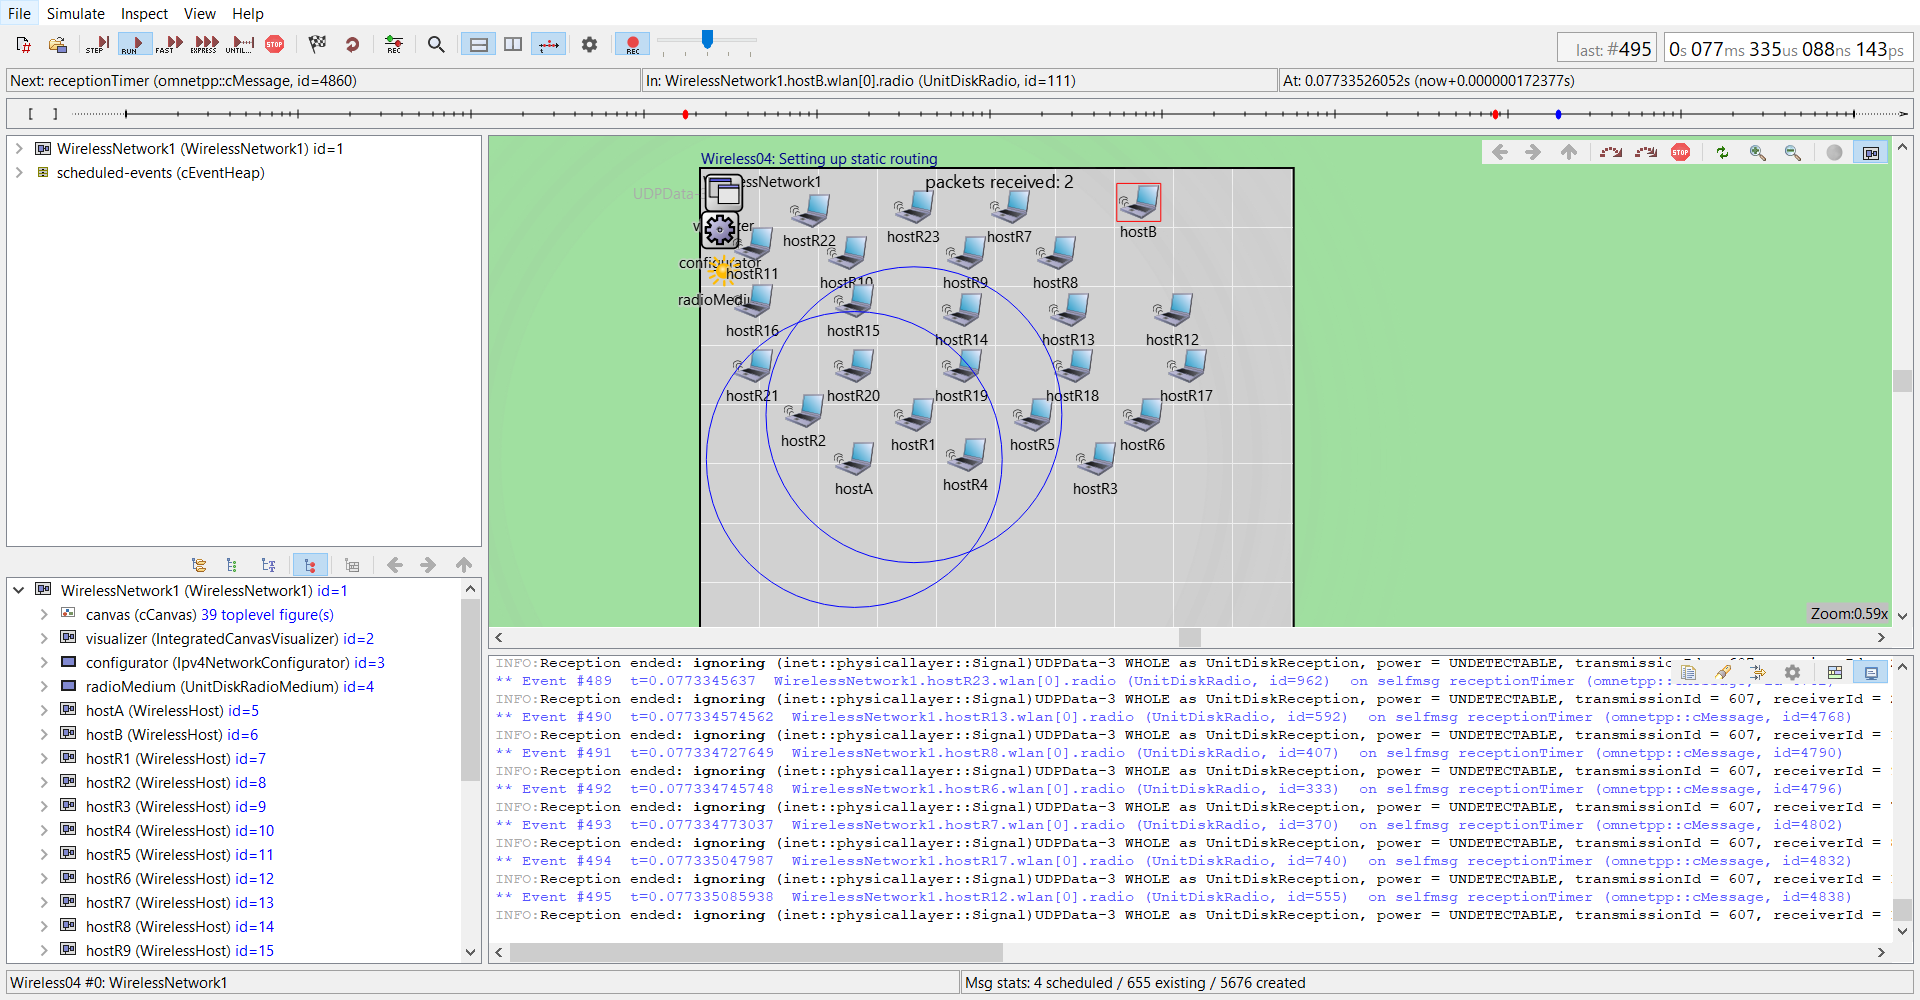 File Simulate Inspect View Help
STEP RUN FAST EXPRESS UNTIL... STOP REC REC
last: #495 0s 077ms 335us 088ns 143ps
Next: receptionTimer (omnetpp::cMessage, id=4860) In: WirelessNetwork1.hostB.wlan[0].radio (UnitDiskRadio, id=111) At: 0.07733526052s (now+0.000000172377s)
[ ]
WirelessNetwork1 (WirelessNetwork1) id=1
scheduled-events (cEventHeap)
WirelessNetwork1 (WirelessNetwork1) id=1
canvas (cCanvas) 39 toplevel figure(s)
visualizer (IntegratedCanvasVisualizer) id=2
configurator (Ipv4NetworkConfigurator) id=3
radioMedium (UnitDiskRadioMedium) id=4
hostA (WirelessHost) id=5
hostB (WirelessHost) id=6
hostR1 (WirelessHost) id=7
hostR2 (WirelessHost) id=8
hostR3 (WirelessHost) id=9
hostR4 (WirelessHost) id=10
hostR5 (WirelessHost) id=11
hostR6 (WirelessHost) id=12
hostR7 (WirelessHost) id=13
hostR8 (WirelessHost) id=14
hostR9 (WirelessHost) id=15
Wireless04: Setting up static routing
STOP
essNetwork1 packets received: 2
UDPData-3
hostR22 hostR23 hostR7 hostB
configurator
hostR11 hostR10 hostR9 hostR8
radioMediu
hostR16 hostR15 hostR14 hostR13 hostR12
hostR21 hostR20 hostR19 hostR18 hostR17
hostR2 hostR1 hostR5 hostR6
hostA hostR4 hostR3
Zoom:0.59x
INFO:Reception ended: ignoring (inet::physicallayer::Signal)UDPData-3 WHOLE as UnitDiskReception, power = UNDETECTABLE, transmissionId = 607, receiverId =
** Event #489 t=0.0773345637 WirelessNetwork1.hostR23.wlan[0].radio (UnitDiskRadio, id=962) on selfmsg receptionTimer (omnetpp::cMessage,
INFO:Reception ended: ignoring (inet::physicallayer::Signal)UDPData-3 WHOLE as UnitDiskReception, power = UNDETECTABLE, transmissionId = 607, receiverId =
** Event #490 t=0.077334574562 WirelessNetwork1.hostR13.wlan[0].radio (UnitDiskRadio, id=592) on selfmsg receptionTimer (omnetpp::cMessage, id=4768)
INFO:Reception ended: ignoring (inet::physicallayer::Signal)UDPData-3 WHOLE as UnitDiskReception, power = UNDETECTABLE, transmissionId = 607, receiverId =
** Event #491 t=0.077334727649 WirelessNetwork1.hostR8.wlan[0].radio (UnitDiskRadio, id=407) on selfmsg receptionTimer (omnetpp::cMessage, id=4790)
INFO:Reception ended: ignoring (inet::physicallayer::Signal)UDPData-3 WHOLE as UnitDiskReception, power = UNDETECTABLE, transmissionId = 607, receiverId =
** Event #492 t=0.077334745748 WirelessNetwork1.hostR6.wlan[0].radio (UnitDiskRadio, id=333) on selfmsg receptionTimer (omnetpp::cMessage, id=4796)
INFO:Reception ended: ignoring (inet::physicallayer::Signal)UDPData-3 WHOLE as UnitDiskReception, power = UNDETECTABLE, transmissionId = 607, receiverId =
** Event #493 t=0.077334773037 WirelessNetwork1.hostR7.wlan[0].radio (UnitDiskRadio, id=370) on selfmsg receptionTimer (omnetpp::cMessage, id=4802)
INFO:Reception ended: ignoring (inet::physicallayer::Signal)UDPData-3 WHOLE as UnitDiskReception, power = UNDETECTABLE, transmissionId = 607, receiverId =
** Event #494 t=0.077335047987 WirelessNetwork1.hostR17.wlan[0].radio (UnitDiskRadio, id=740) on selfmsg receptionTimer (omnetpp::cMessage, id=4832)
INFO:Reception ended: ignoring (inet::physicallayer::Signal)UDPData-3 WHOLE as UnitDiskReception, power = UNDETECTABLE, transmissionId = 607, receiverId =
** Event #495 t=0.077335085938 WirelessNetwork1.hostR12.wlan[0].radio (UnitDiskRadio, id=555) on selfmsg receptionTimer (omnetpp::cMessage, id=4838)
INFO:Reception ended: ignoring (inet::physicallayer::Signal)UDPData-3 WHOLE as UnitDiskReception, power = UNDETECTABLE, transmissionId = 607, receiverId =
Wireless04 #0: WirelessNetwork1 Msg stats: 4 scheduled / 655 existing / 5676 created